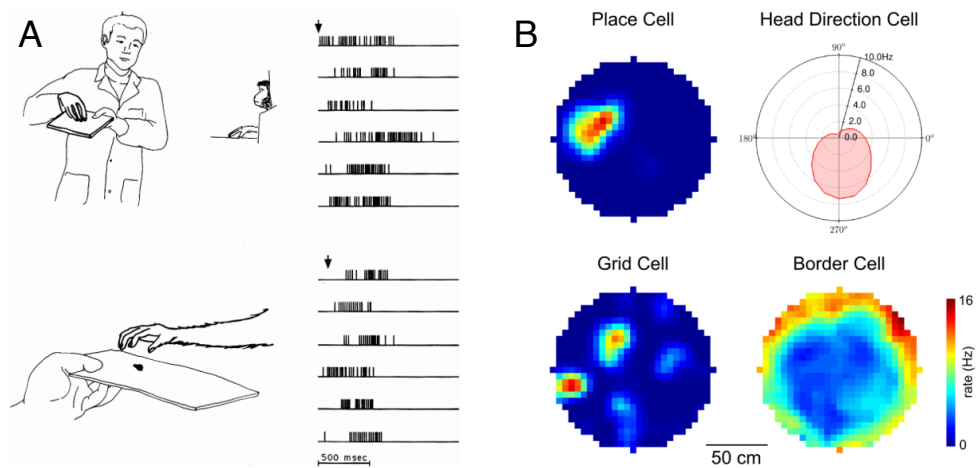 A
500 msec
B
Place Cell
Head Direction Cell
90°
10.0Hz
8.0
6.0
4.0
2.0
0.0
180°
0°
270°
Grid Cell
Border Cell
16
rate (Hz)
0
50 cm